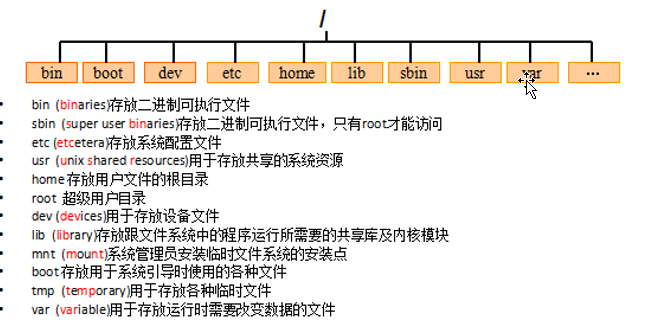 /
bin boot dev etc home lib sbin usr var ...
• bin (binaries)存放二进制可执行文件
• sbin (super user binaries)存放二进制可执行文件，只有root才能访问
• etc (etcetera)存放系统配置文件
• usr (unix shared resources)用于存放共享的系统资源
• home 存放用户文件的根目录
• root 超级用户目录
• dev (devices)用于存放设备文件
• lib (library)存放跟文件系统中的程序运行所需要的共享库及内核模块
• mnt (mount)系统管理员安装临时文件系统的安装点
• boot 存放用于系统引导时使用的各种文件
• tmp (temporary)用于存放各种临时文件
• var (variable)用于存放运行时需要改变数据的文件